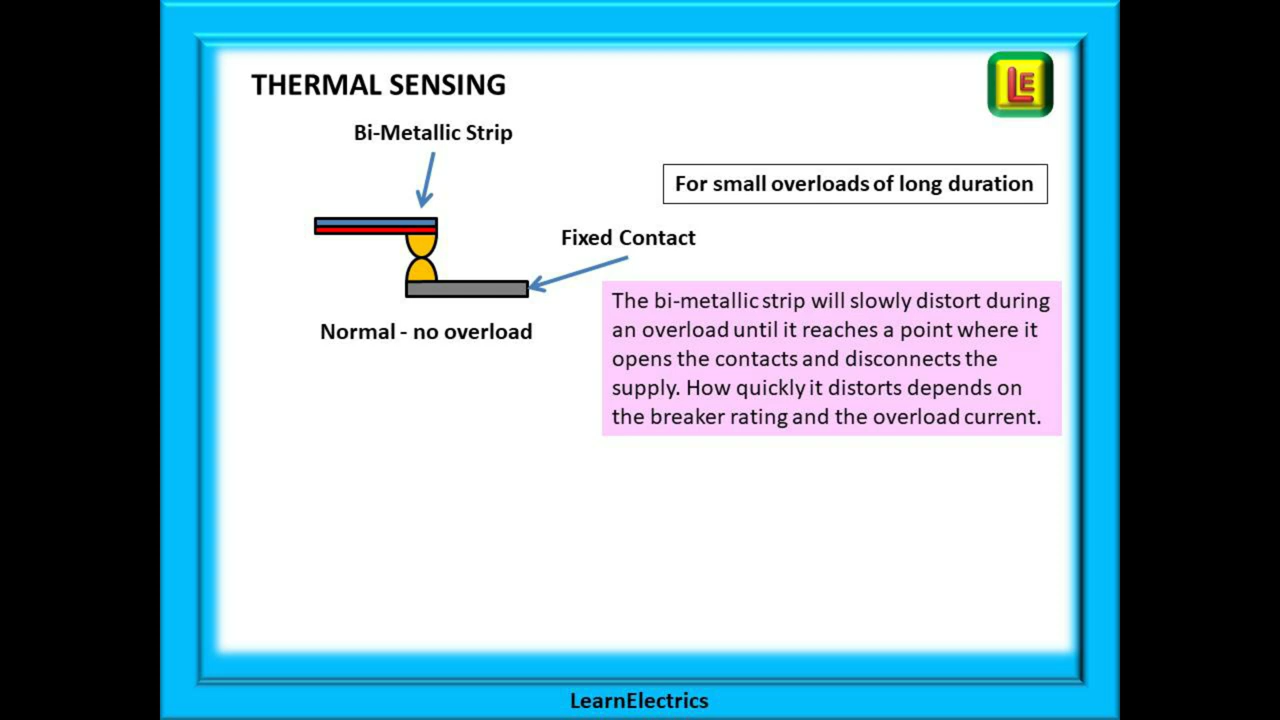 THERMAL SENSING
LE
Bi-Metallic Strip
For small overloads of long duration
Fixed Contact
The bi-metallic strip will slowly distort during
an overload until it reaches a point where it
opens the contacts and disconnects the
supply. How quickly it distorts depends on
the breaker rating and the overload current.
Normal - no overload
LearnElectrics